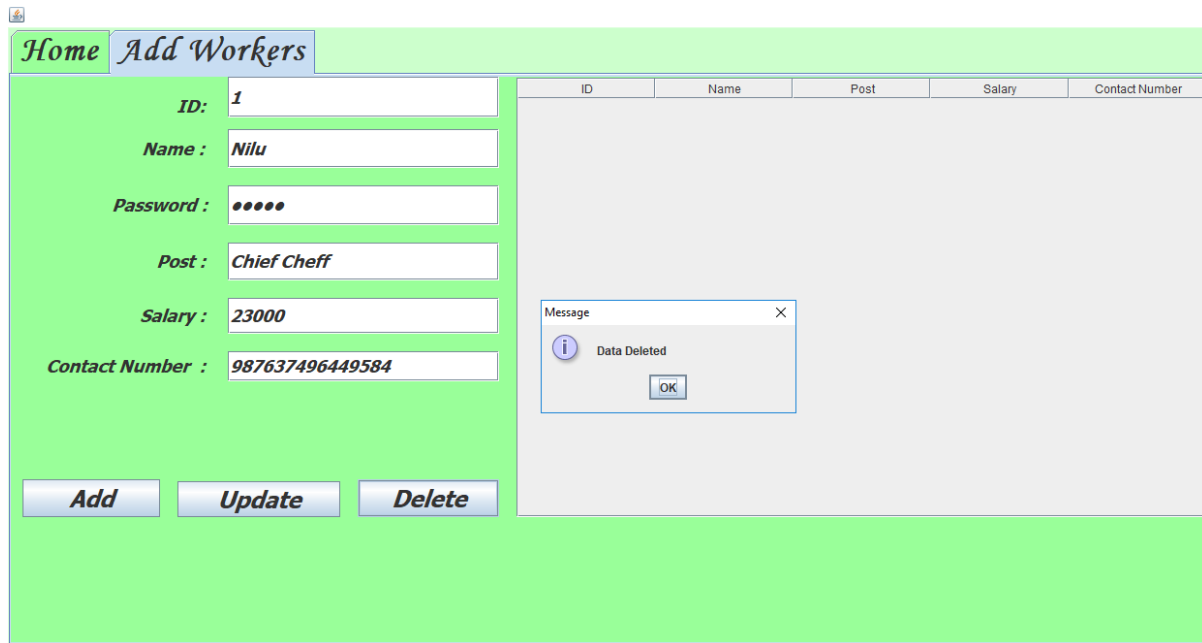 Home Add Workers
ID: 1
Name : Nilu
Password : ●●●●●
Post : Chief Cheff
Salary : 23000
Contact Number : 987637496449584
Add Update Delete
ID Name Post Salary Contact Number
Message
Data Deleted
OK